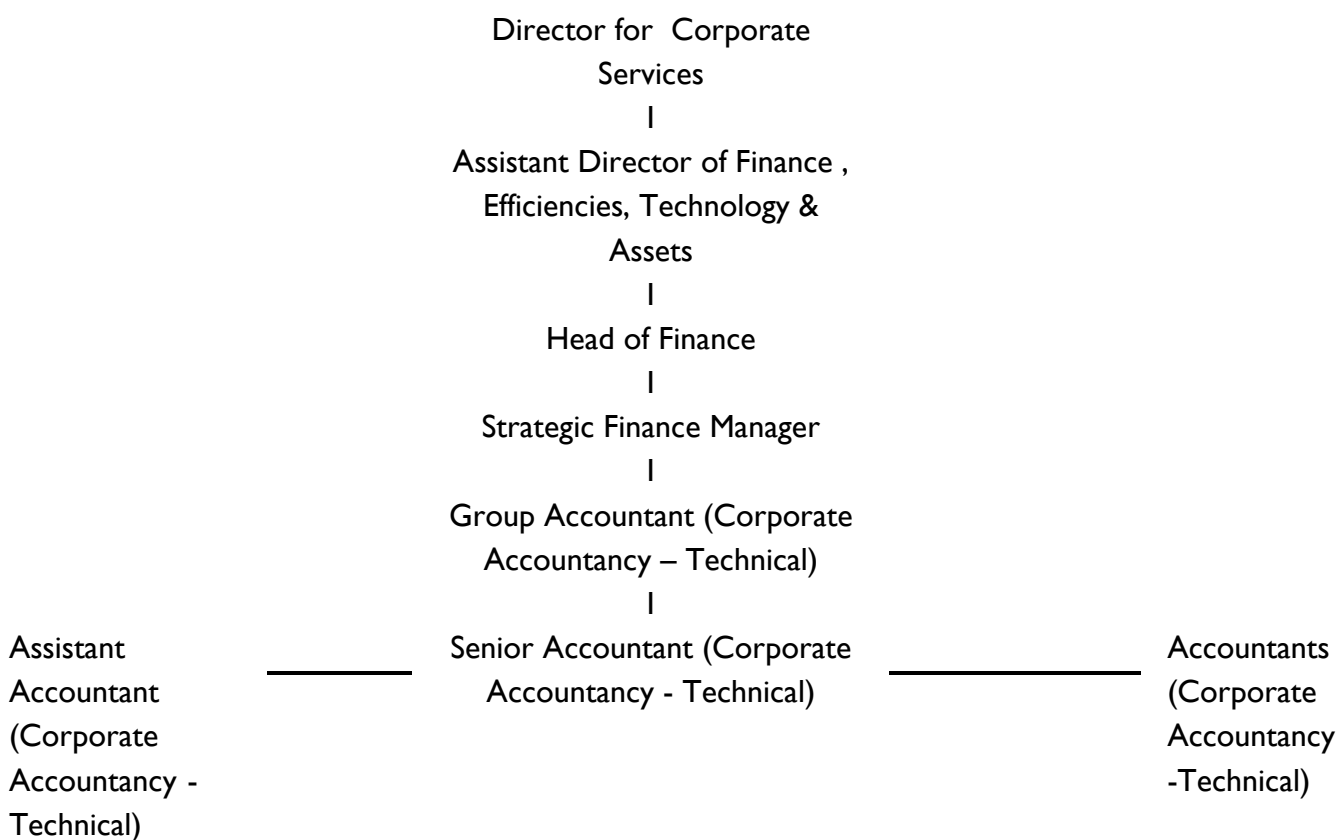 Director for Corporate
Services
I
Assistant Director of Finance ,
Efficiencies, Technology &
Assets
I
Head of Finance
I
Strategic Finance Manager
I
Group Accountant (Corporate
Accountancy – Technical)
I
Assistant
Accountant
(Corporate
Accountancy -
Technical)
Senior Accountant (Corporate
Accountancy - Technical)
Accountants
(Corporate
Accountancy
-Technical)